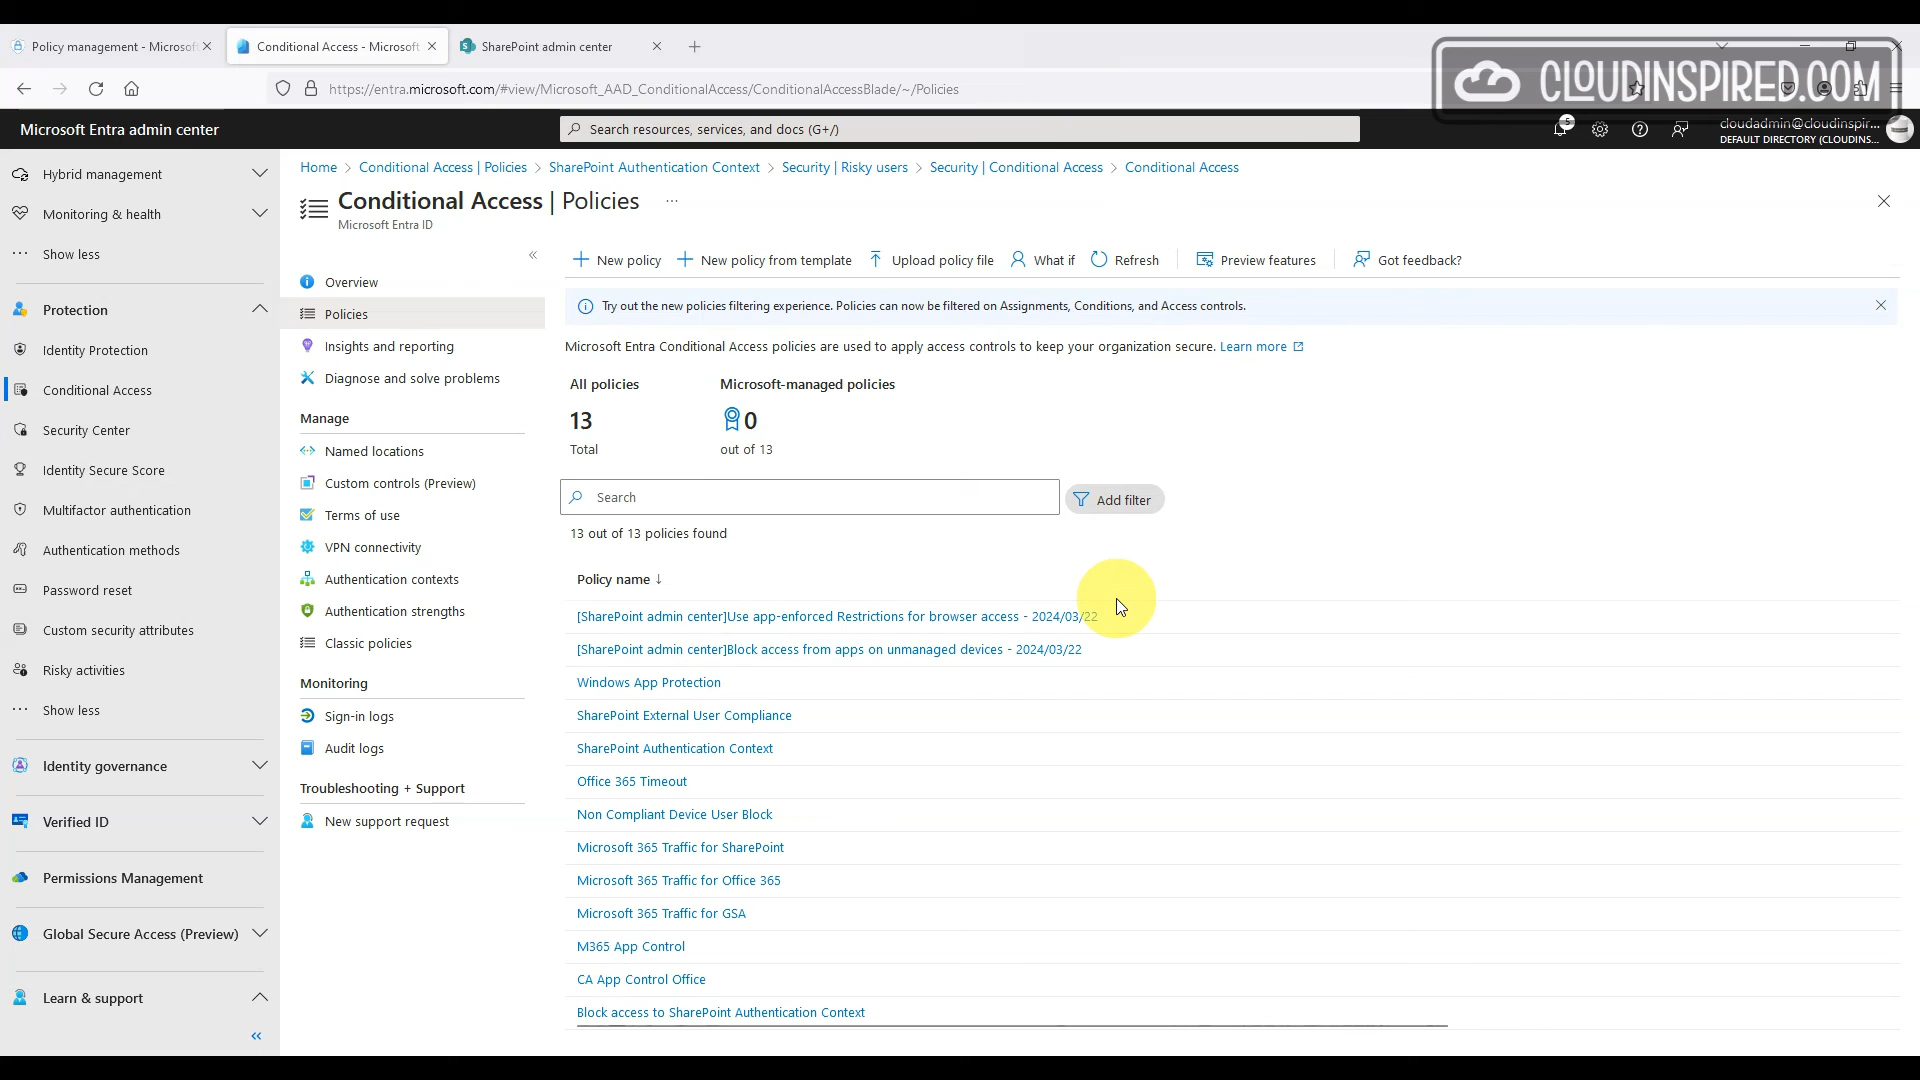 Policy management - Microsoft
Conditional Access - Microsoft
SharePoint admin center
CLOUDINSPIRED.COM
https://entra.microsoft.com/#view/Microsoft_AAD_ConditionalAccess/ConditionalAccessBlade/~/Policies
Microsoft Entra admin center
Search resources, services, and docs (G+/)
5
cloudadmin@cloudinspir...
DEFAULT DIRECTORY (CLOUDINS...
Hybrid management
Monitoring & health
Show less
Protection
Identity Protection
Conditional Access
Security Center
Identity Secure Score
Multifactor authentication
Authentication methods
Password reset
Custom security attributes
Risky activities
Show less
Identity governance
Verified ID
Permissions Management
Global Secure Access (Preview)
Learn & support
Home > Conditional Access | Policies > SharePoint Authentication Context > Security | Risky users > Security | Conditional Access > Conditional Access
Conditional Access | Policies ...
Microsoft Entra ID
Overview
Policies
Insights and reporting
Diagnose and solve problems
Manage
Named locations
Custom controls (Preview)
Terms of use
VPN connectivity
Authentication contexts
Authentication strengths
Classic policies
Monitoring
Sign-in logs
Audit logs
Troubleshooting + Support
New support request
New policy
New policy from template
Upload policy file
What if
Refresh
Preview features
Got feedback?
Try out the new policies filtering experience. Policies can now be filtered on Assignments, Conditions, and Access controls.
Microsoft Entra Conditional Access policies are used to apply access controls to keep your organization secure. Learn more
All policies
13
Total
Microsoft-managed policies
0
out of 13
Search
Add filter
13 out of 13 policies found
Policy name ↓
[SharePoint admin center]Use app-enforced Restrictions for browser access - 2024/03/22
[SharePoint admin center]Block access from apps on unmanaged devices - 2024/03/22
Windows App Protection
SharePoint External User Compliance
SharePoint Authentication Context
Office 365 Timeout
Non Compliant Device User Block
Microsoft 365 Traffic for SharePoint
Microsoft 365 Traffic for Office 365
Microsoft 365 Traffic for GSA
M365 App Control
CA App Control Office
Block access to SharePoint Authentication Context